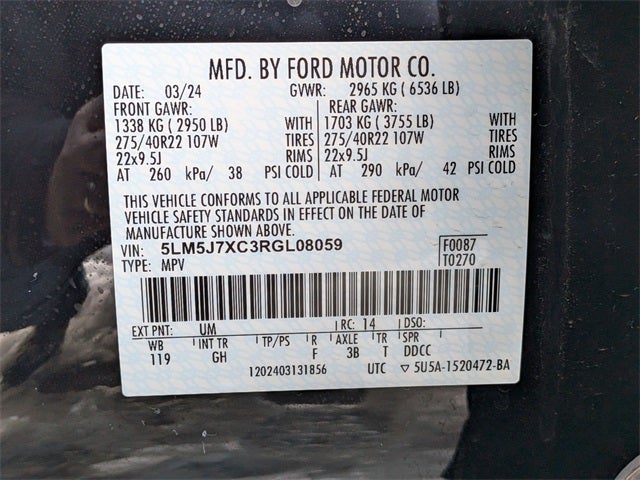 MFD. BY FORD MOTOR CO.
DATE: 03/24 GVWR: 2965 KG ( 6536 LB)
FRONT GAWR: REAR GAWR:
1338 KG ( 2950 LB) WITH 1703 KG ( 3755 LB) WITH
275/40R22 107W TIRES 275/40R22 107W TIRES
22x9.5J RIMS 22x9.5J RIMS
AT 260 kPa/ 38 PSI COLD AT 290 kPa/ 42 PSI COLD
THIS VEHICLE CONFORMS TO ALL APPLICABLE FEDERAL MOTOR
VEHICLE SAFETY STANDARDS IN EFFECT ON THE DATE OF
MANUFACTURE SHOWN ABOVE.
VIN: 5LM5J7XC3RGL08059 F0087
TYPE: MPV T0270
EXT PNT: UM RC: 14 DSO:
WB INT TR TP/PS R AXLE TR SPR
119 GH F 3B T DDCC
1202403131856 UTC ▽ 5U5A-1520472-BA